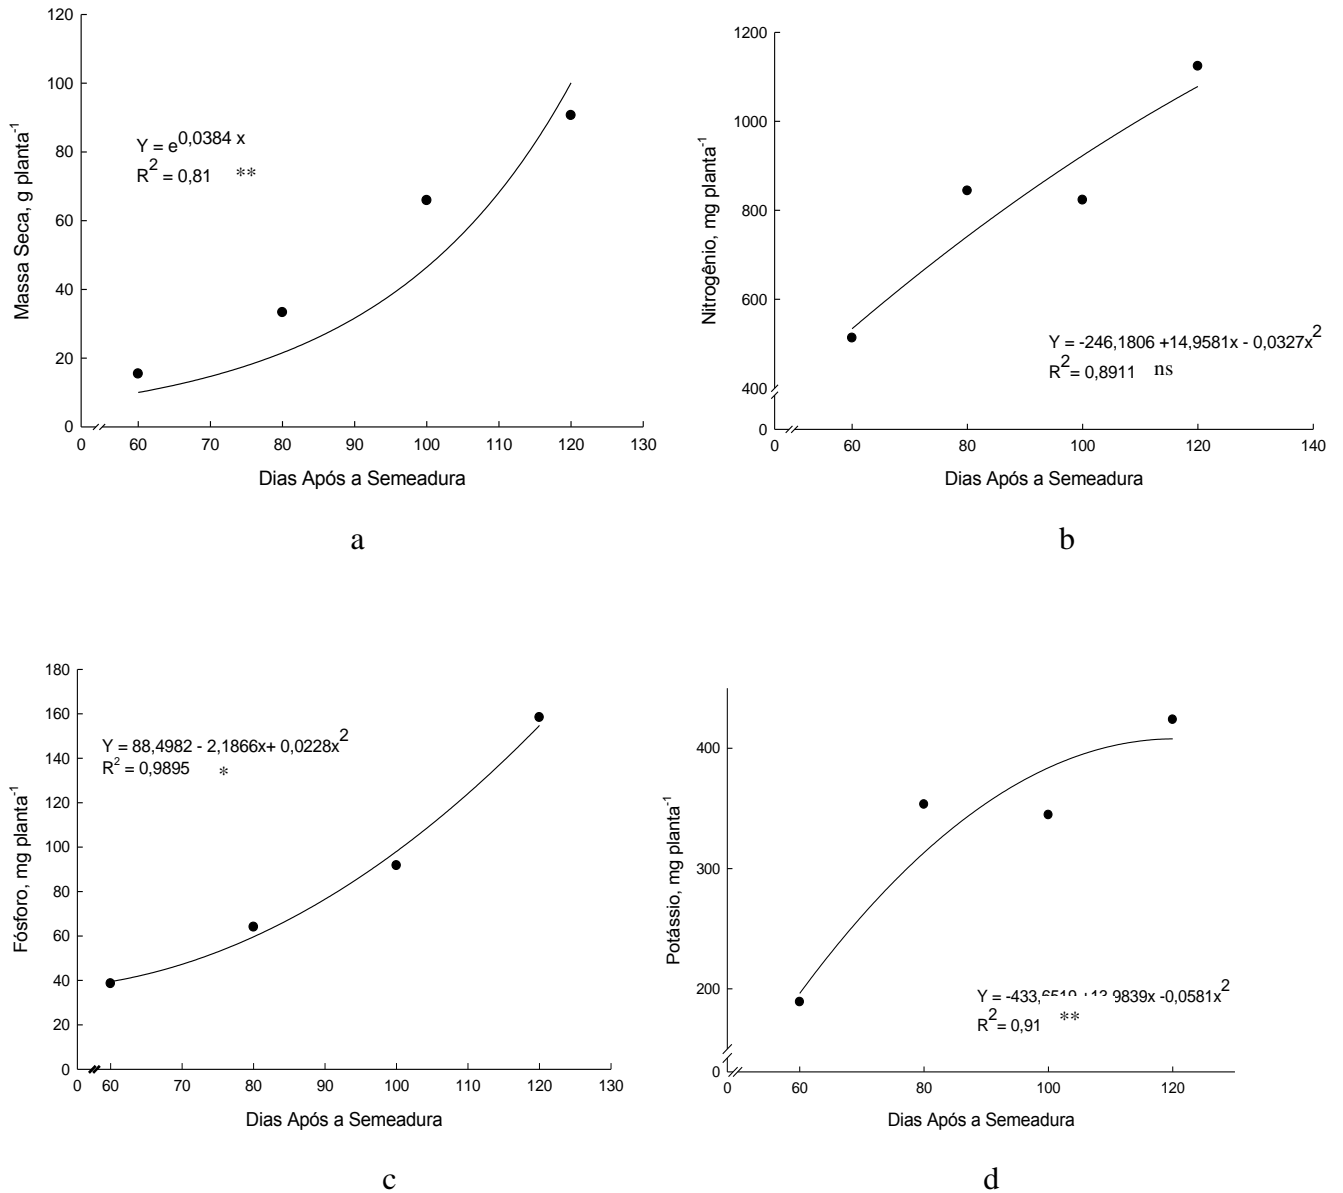 120
100
80
60
40
20
0
Massa Seca, g planta-1
Y = e0,0384 x
R2 = 0,81 **
0 60 70 80 90 100 110 120 130
Dias Após a Semeadura
a
1200
1000
800
600
400
0
Nitrogênio, mg planta-1
Y = -246,1806 +14,9581x - 0,0327x2
R2= 0,8911 ns
0 60 80 100 120 140
Dias Após a Semeadura
b
180
160
140
120
100
80
60
40
20
0
Fósforo, mg planta-1
Y = 88,4982 - 2,1866x+ 0,0228x2
R2 = 0,9895 *
0 60 70 80 90 100 110 120 130
Dias Após a Semeadura
c
400
300
200
0
Potássio, mg planta-1
Y = -433, 9839x -0,0581x2
R2= 0,91 **
0 60 80 100 120
Dias Após a Semeadura
d